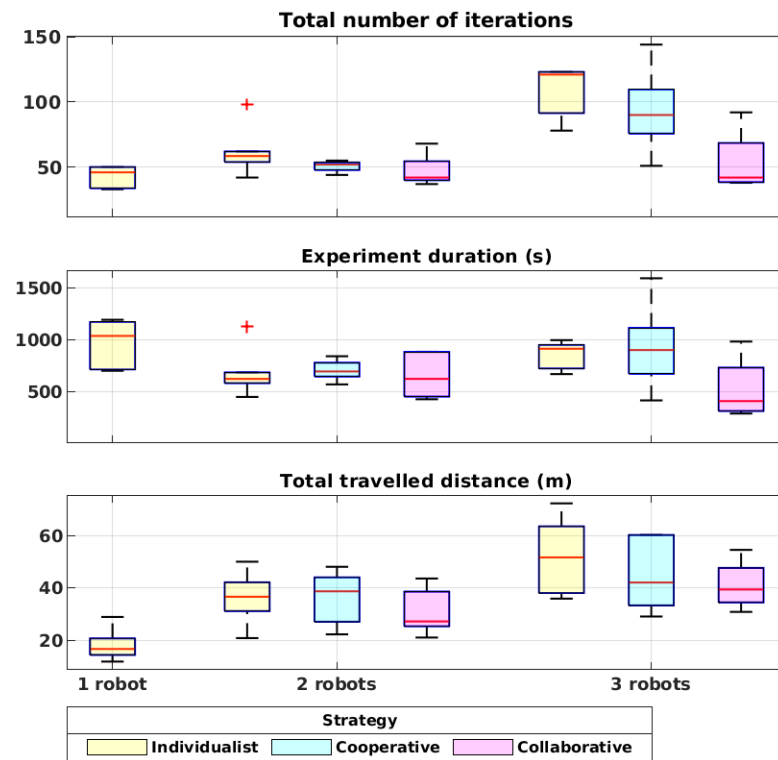 Total number of iterations
150
100
50
Experiment duration (s)
1500
1000
500
Total travelled distance (m)
60
40
20
1 robot 2 robots 3 robots
Strategy
Individualist Cooperative Collaborative